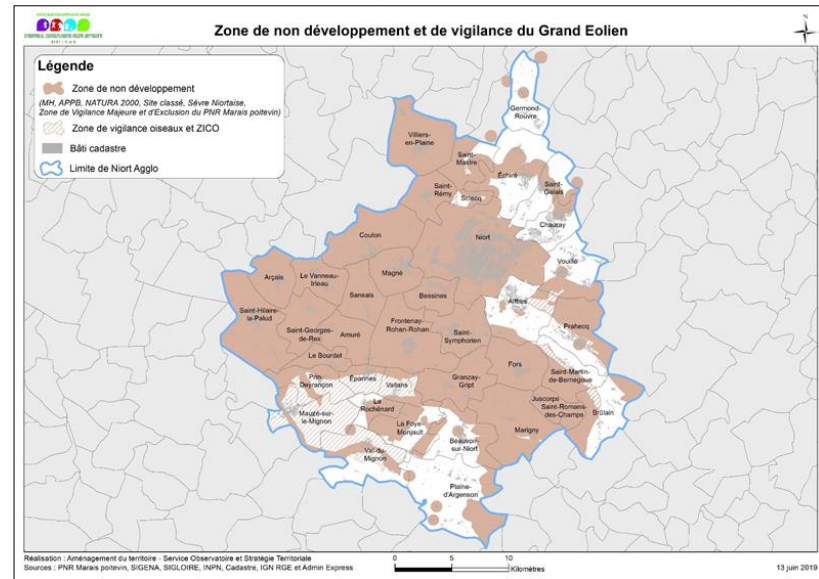 Zone de non développement et de vigilance du Grand Eolien
N
Légende
Zone de non développement
(MH, APPB, NATURA 2000, Site classé, Sèvre Niortaise,
Zone de Vigilance Majeure et d'Exclusion du PNR Marais poitevin)
Zone de vigilance oiseaux et ZICO
Bâti cadastre
Limite de Niort Agglo
Germond-
Rouvre
Villiers-
en-Plaine
Saint-
Maxire
Échiré
Saint-
Gelais
Saint-
Rémy
Sciecq
Chauray
Coulon
Niort
Vouillé
Arçais
Le Vanneau-
Irleau
Magné
Sansais
Bessines
Aiffres
Saint-Hilaire-
la-Palud
Prahecq
Saint-Georges-
de-Rex
Amuré
Frontenay-
Rohan-Rohan
Saint-
Symphorien
Le Bourdet
Fors
Saint-Martin-
de-Bernegoue
Prin-
Deyrançon
Épannes
Vallans
Granzay-
Gript
Juscorps
Saint-Romans-
des-Champs
Brûlain
Mauzé-sur-
le-Mignon
Le
Rochénard
La Foye-
Monjault
Beauvoir-
sur-Niort
Marigny
Val-du-
Mignon
Plaine-
d'Argenson
Réalisation : Aménagement du territoire - Service Observatoire et Stratégie Territoriale
Sources : PNR Marais poitevin, SIGENA, SIGLOIRE, INPN, Cadastre, IGN RGE et Admin Express
0 5 10
Kilomètres
13 juin 2019